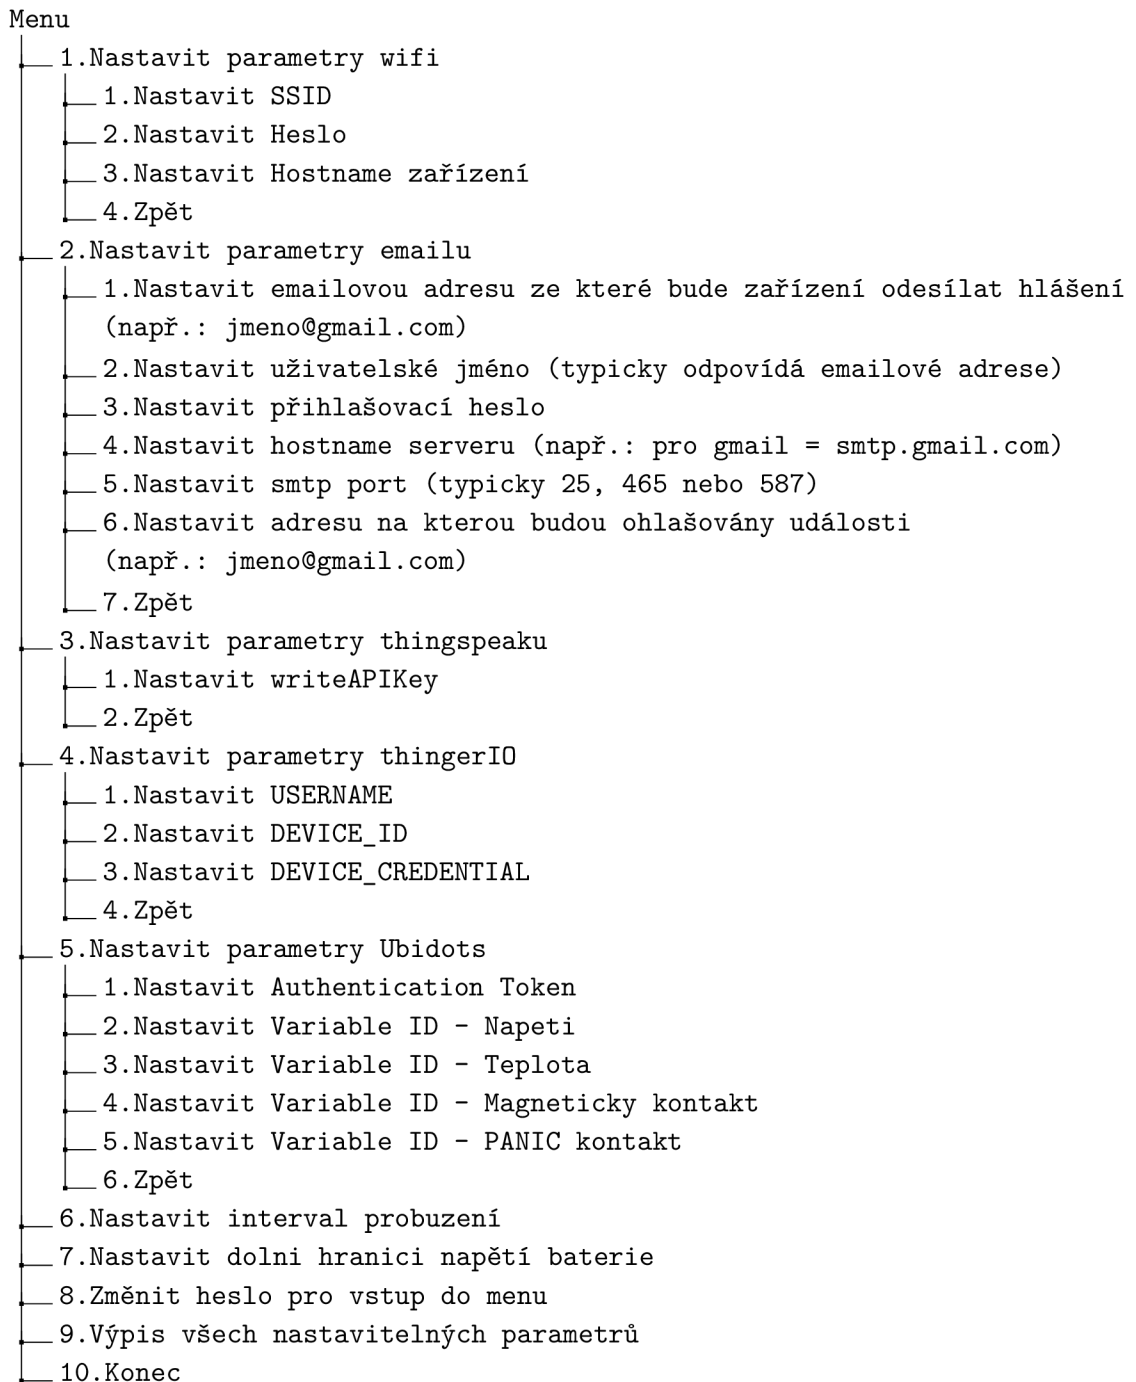 Menu
1.Nastavit parametry wifi
1.Nastavit SSID
2.Nastavit Heslo
3.Nastavit Hostname zařízení
4.Zpět
2.Nastavit parametry emailu
1.Nastavit emailovou adresu ze které bude zařízení odesílat hlášení
(např.: jmeno@gmail.com)
2.Nastavit uživatelské jméno (typicky odpovídá emailové adrese)
3.Nastavit přihlašovací heslo
4.Nastavit hostname serveru (např.: pro gmail = smtp.gmail.com)
5.Nastavit smtp port (typicky 25, 465 nebo 587)
6.Nastavit adresu na kterou budou ohlašovány události
(např.: jmeno@gmail.com)
7.Zpět
3.Nastavit parametry thingspeaku
1.Nastavit writeAPIKey
2.Zpět
4.Nastavit parametry thingerIO
1.Nastavit USERNAME
2.Nastavit DEVICE_ID
3.Nastavit DEVICE_CREDENTIAL
4.Zpět
5.Nastavit parametry Ubidots
1.Nastavit Authentication Token
2.Nastavit Variable ID - Napeti
3.Nastavit Variable ID - Teplota
4.Nastavit Variable ID - Magneticky kontakt
5.Nastavit Variable ID - PANIC kontakt
6.Zpět
6.Nastavit interval probuzení
7.Nastavit dolni hranici napětí baterie
8.Změnit heslo pro vstup do menu
9.Výpis všech nastavitelných parametrů
10.Konec